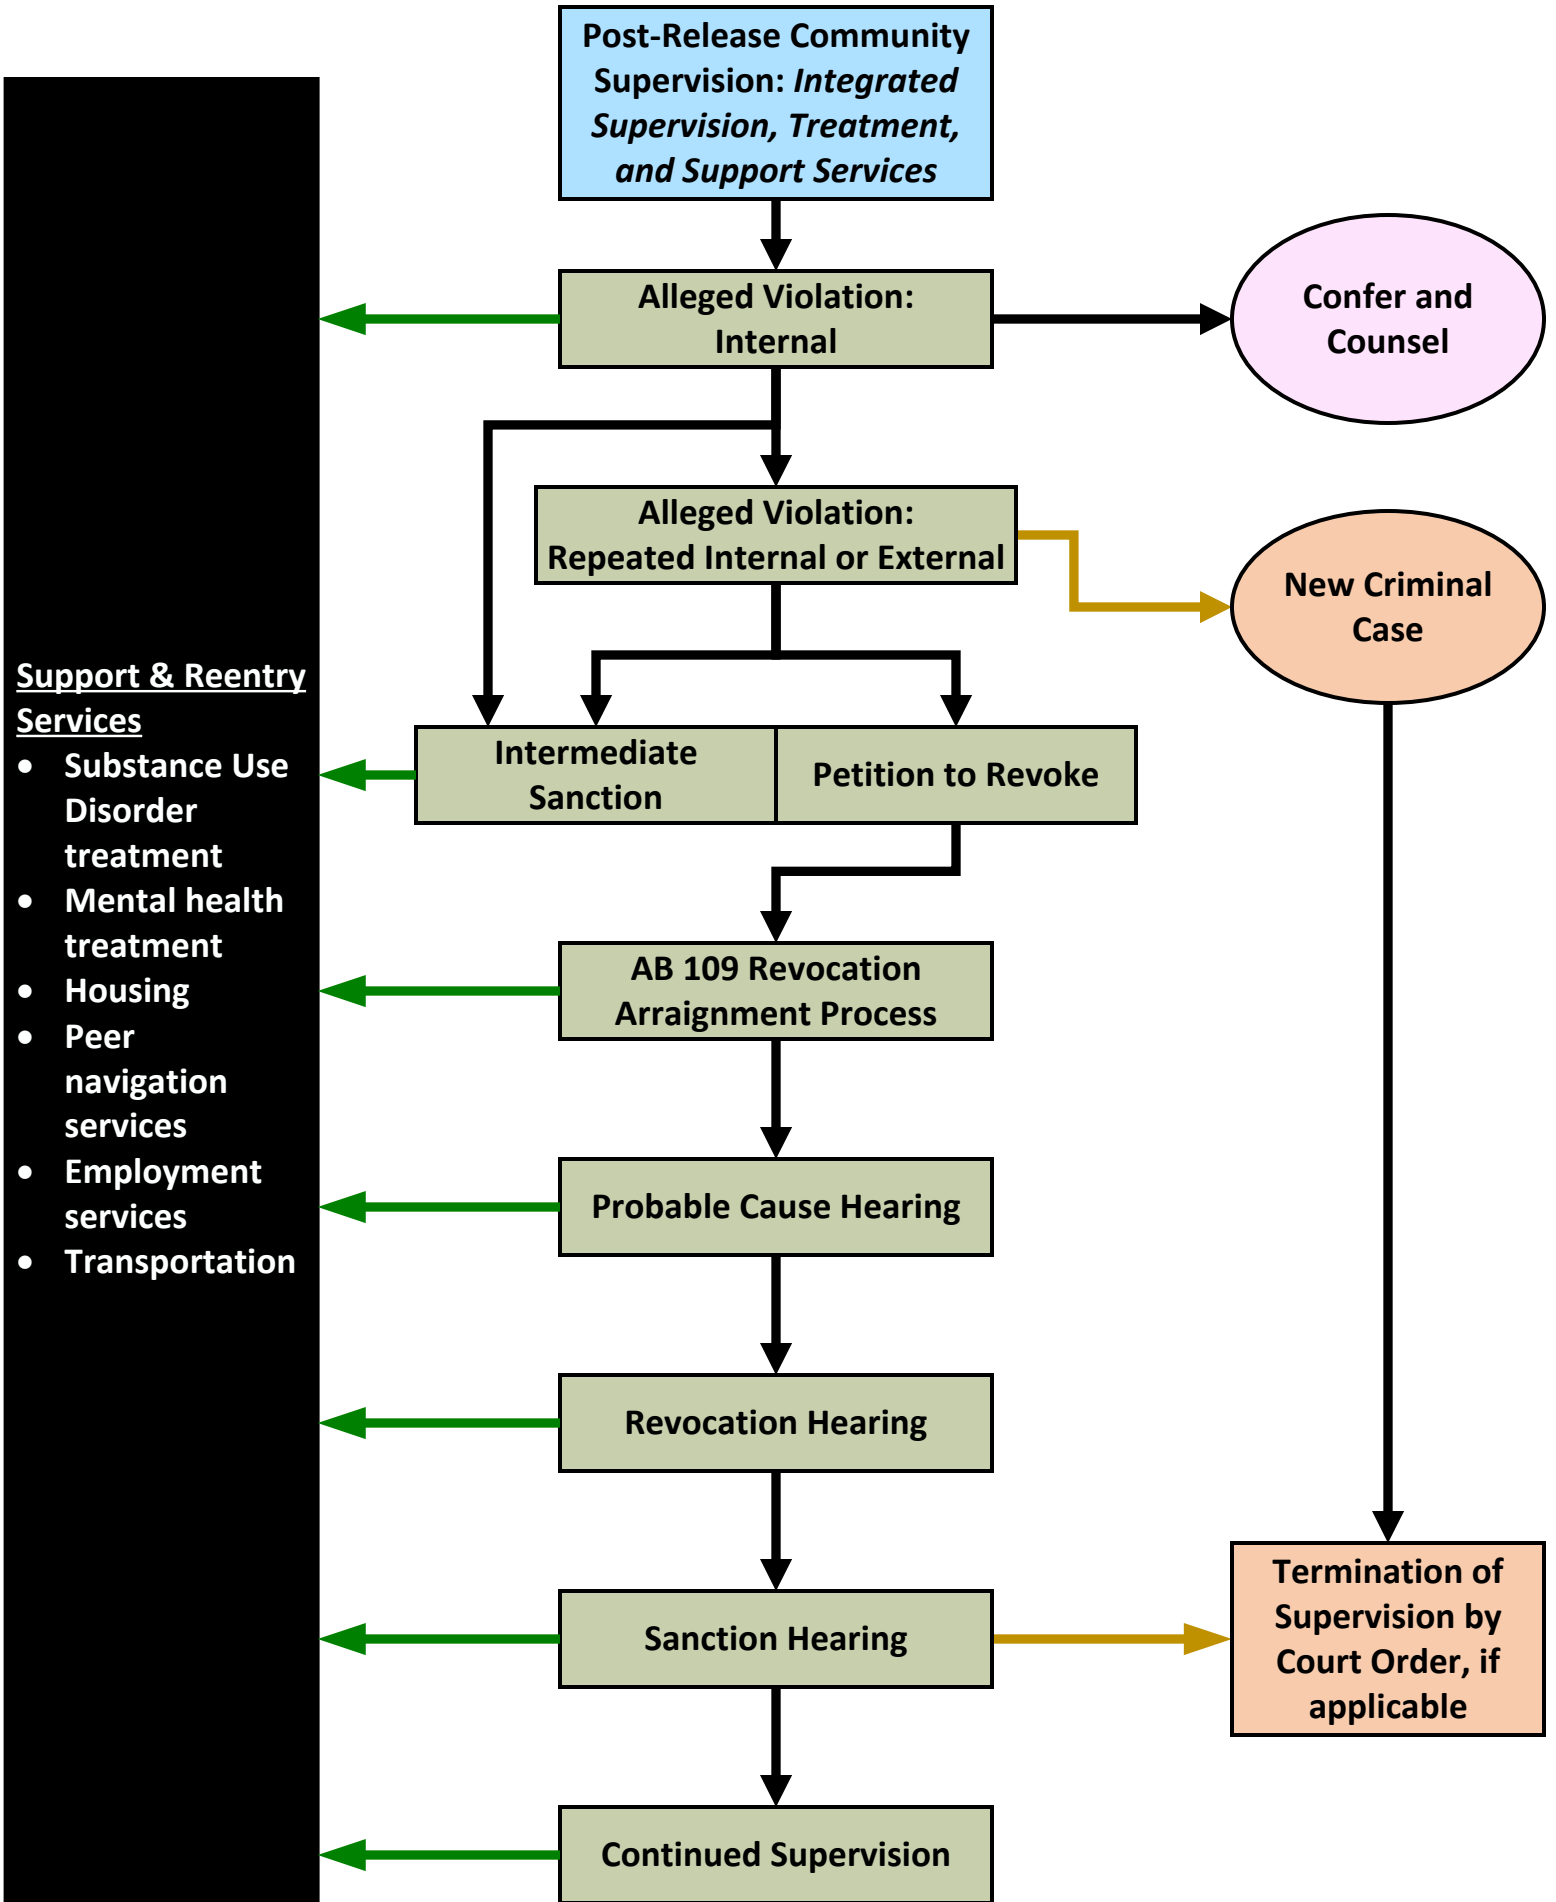 Post-Release Community
Supervision: Integrated
Supervision, Treatment,
and Support Services
Alleged Violation:
Internal
Confer and
Counsel
Alleged Violation:
Repeated Internal or External
New Criminal
Case
Support & Reentry
Services
• Substance Use
Disorder
treatment
• Mental health
treatment
• Housing
• Peer
navigation
services
• Employment
services
• Transportation
Intermediate
Sanction
Petition to Revoke
AB 109 Revocation
Arraignment Process
Probable Cause Hearing
Revocation Hearing
Sanction Hearing
Termination of
Supervision by
Court Order, if
applicable
Continued Supervision